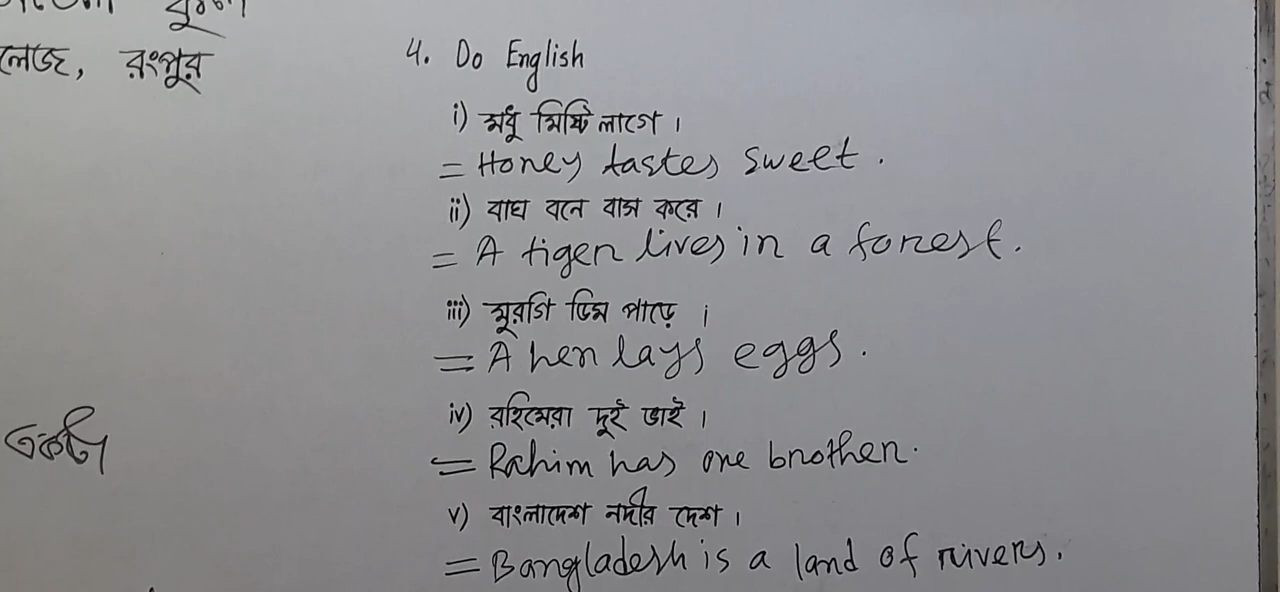 লেজ, রংপুর
4. Do English
i) মধু মিষ্টি লাগে।
= Honey tastes sweet.
ii) বাঘ বনে বাস করে।
= A tiger lives in a forest.
iii) মুরগি ডিম পাড়ে।
= A hen lays eggs.
iv) রহিমেরা দুই ভাই।
= Rahim has one brother.
v) বাংলাদেশ নদীর দেশ।
= Bangladesh is a land of rivers.